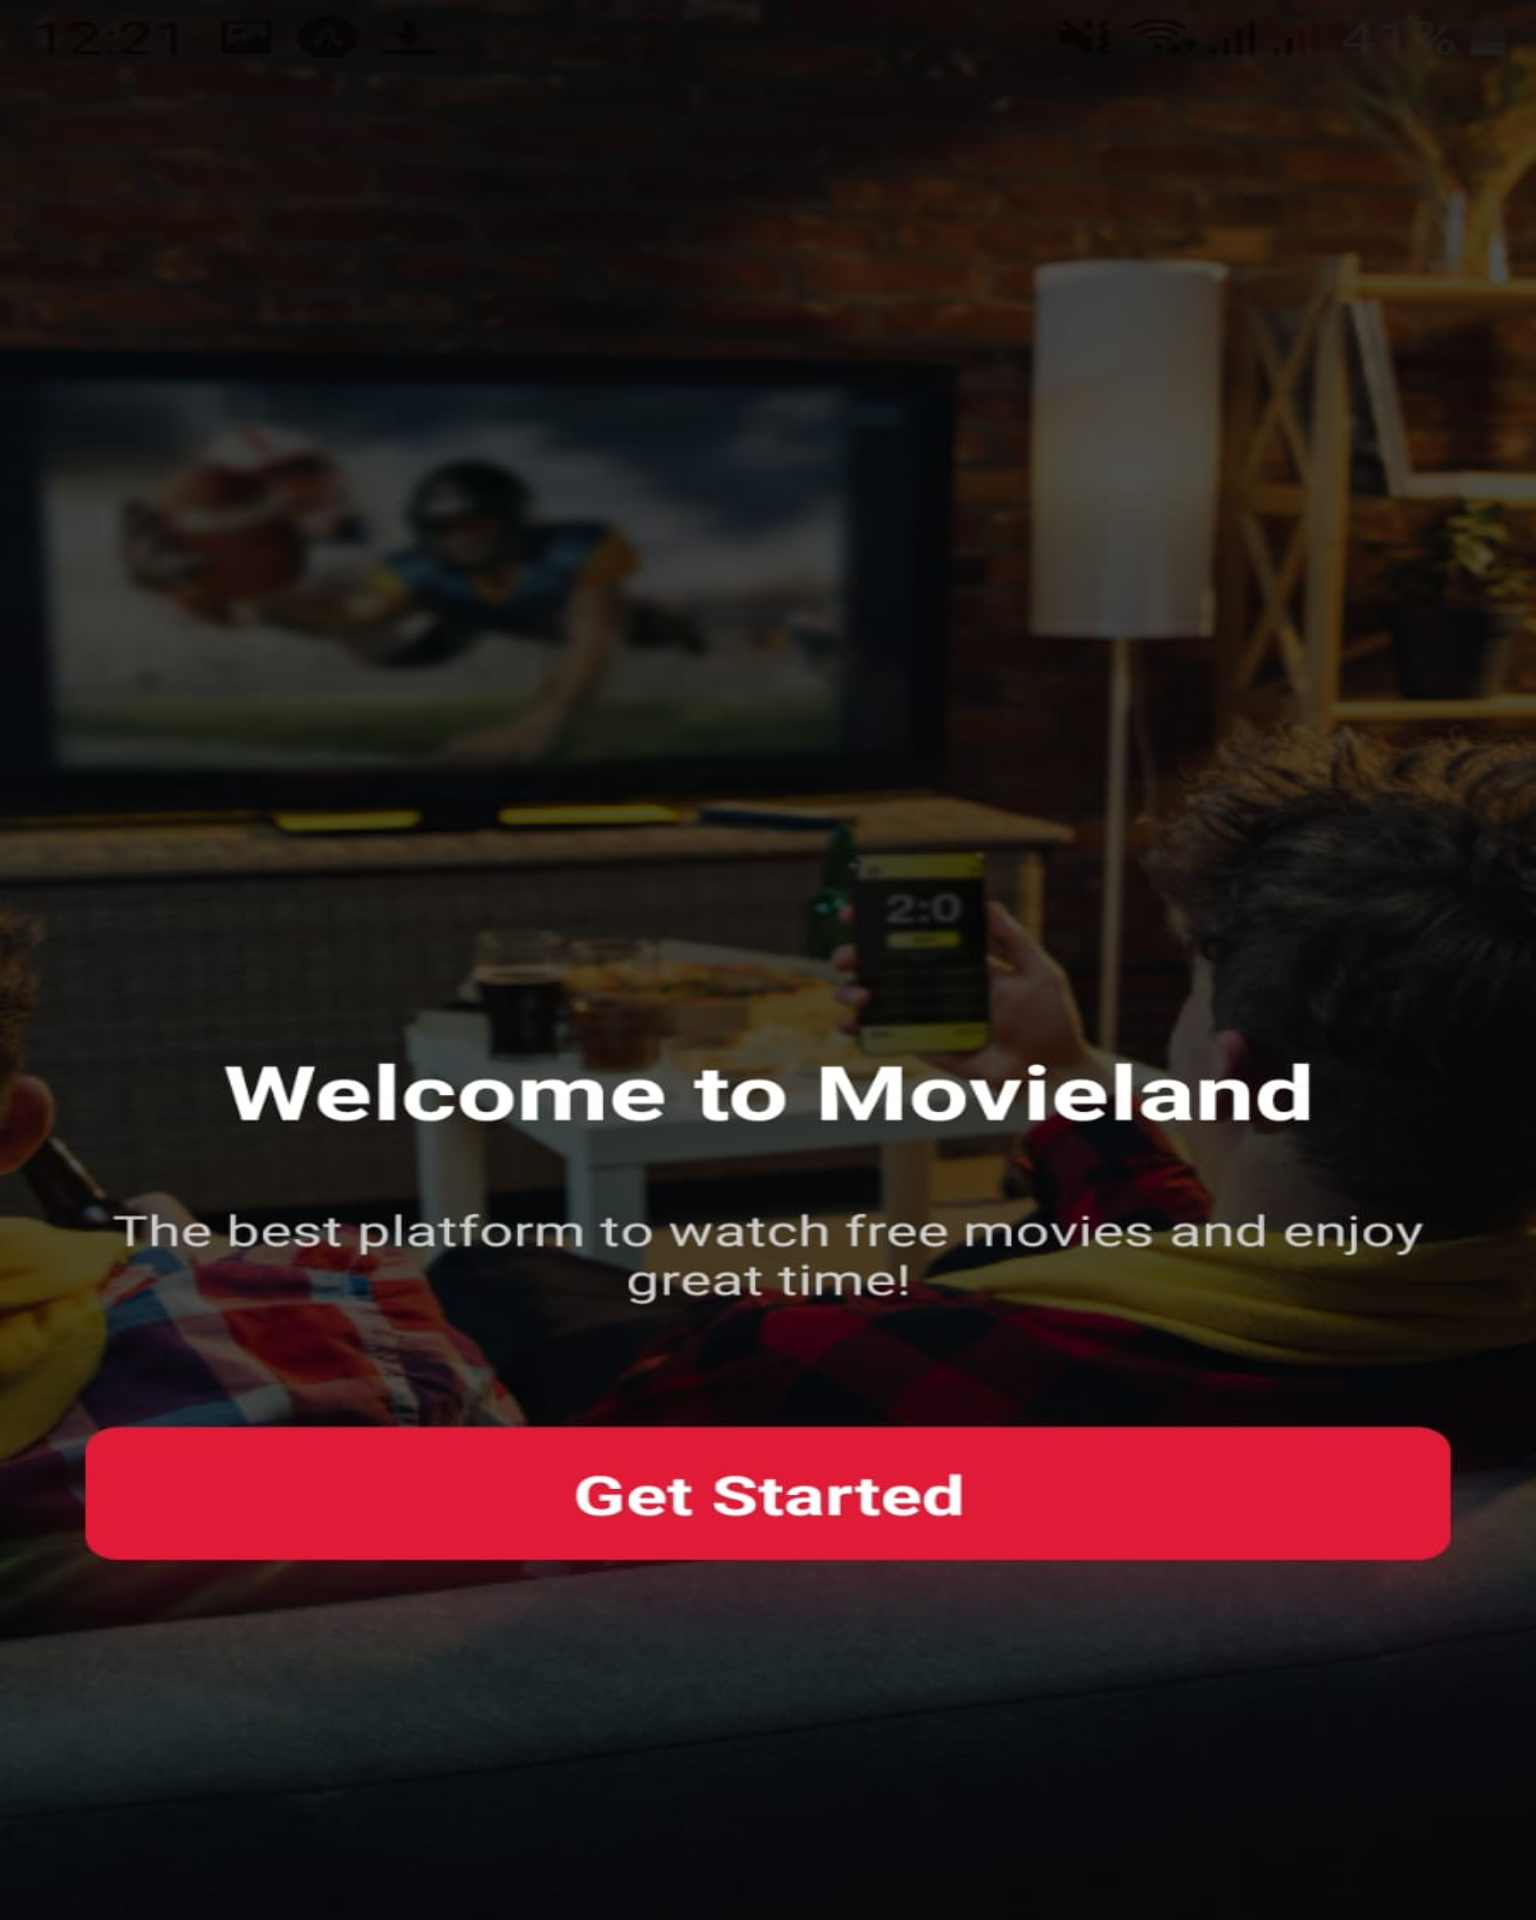 12:21 41%
2:0
Welcome to Movieland
The best platform to watch free movies and enjoy
great time!
Get Started